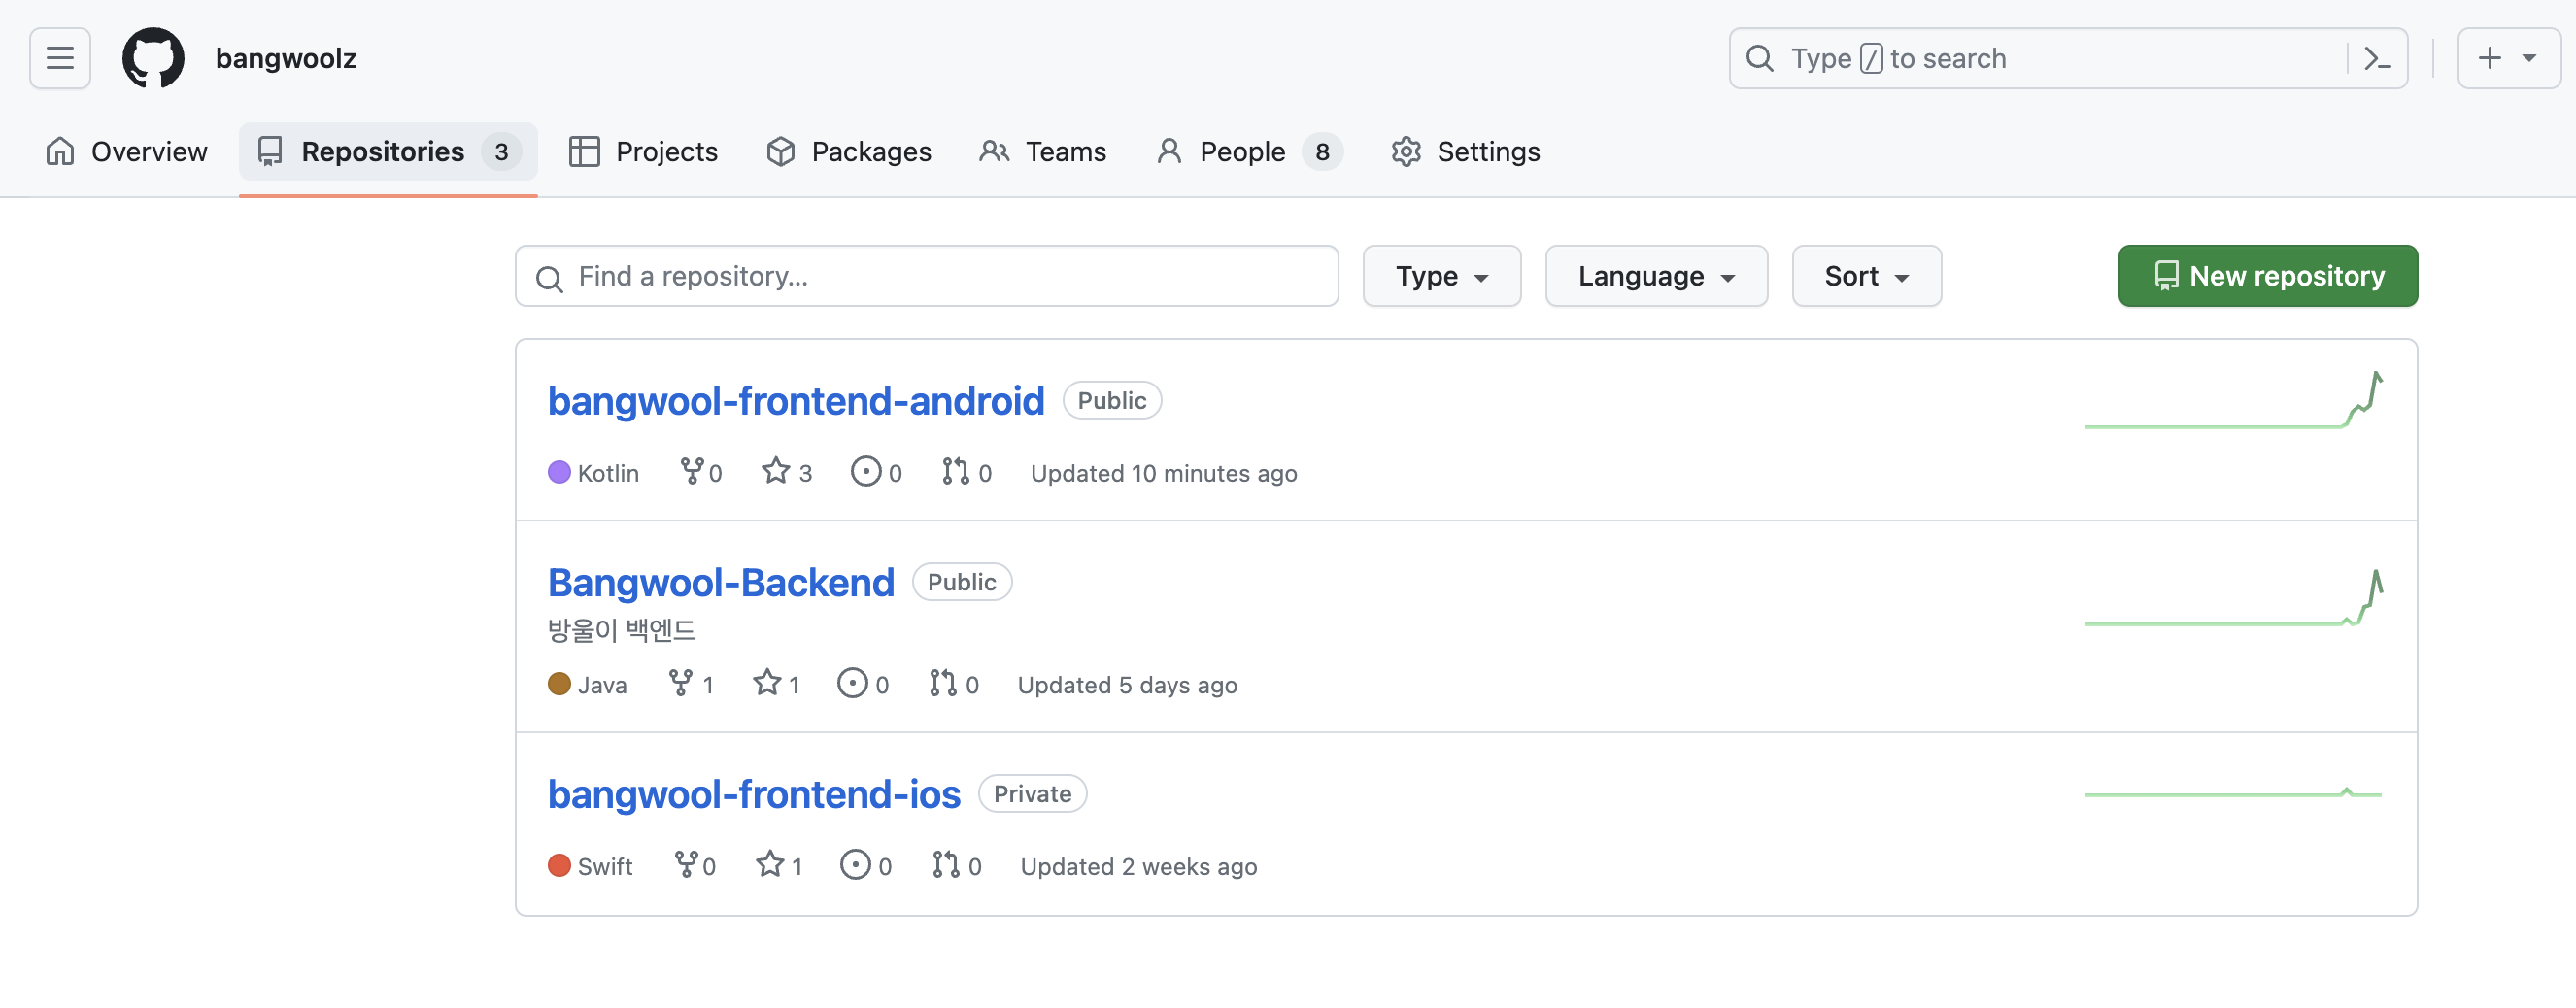 bangwoolz
Type / to search
Overview
Repositories 3
Projects
Packages
Teams
People 8
Settings
Find a repository...
Type
Language
Sort
New repository
bangwool-frontend-android Public
Kotlin 0 3 0 0 Updated 10 minutes ago
Bangwool-Backend Public
방울이 백엔드
Java 1 1 0 0 Updated 5 days ago
bangwool-frontend-ios Private
Swift 0 1 0 0 Updated 2 weeks ago